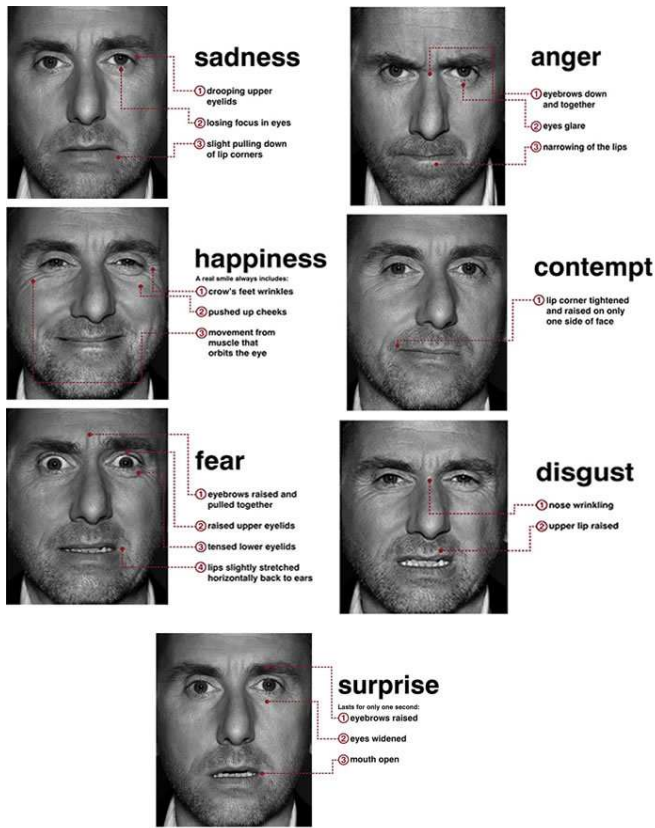 sadness
① drooping upper
eyelids
② losing focus in eyes
③ slight pulling down
of lip corners
anger
① eyebrows down
and together
② eyes glare
③ narrowing of the lips
happiness
A real smile always includes:
① crow's feet wrinkles
② pushed up cheeks
③ movement from
muscle that
orbits the eye
contempt
① lip corner tightened
and raised on only
one side of face
fear
① eyebrows raised and
pulled together
② raised upper eyelids
③ tensed lower eyelids
④ lips slightly stretched
horizontally back to ears
disgust
① nose wrinkling
② upper lip raised
surprise
Lasts for only one second:
① eyebrows raised
② eyes widened
③ mouth open